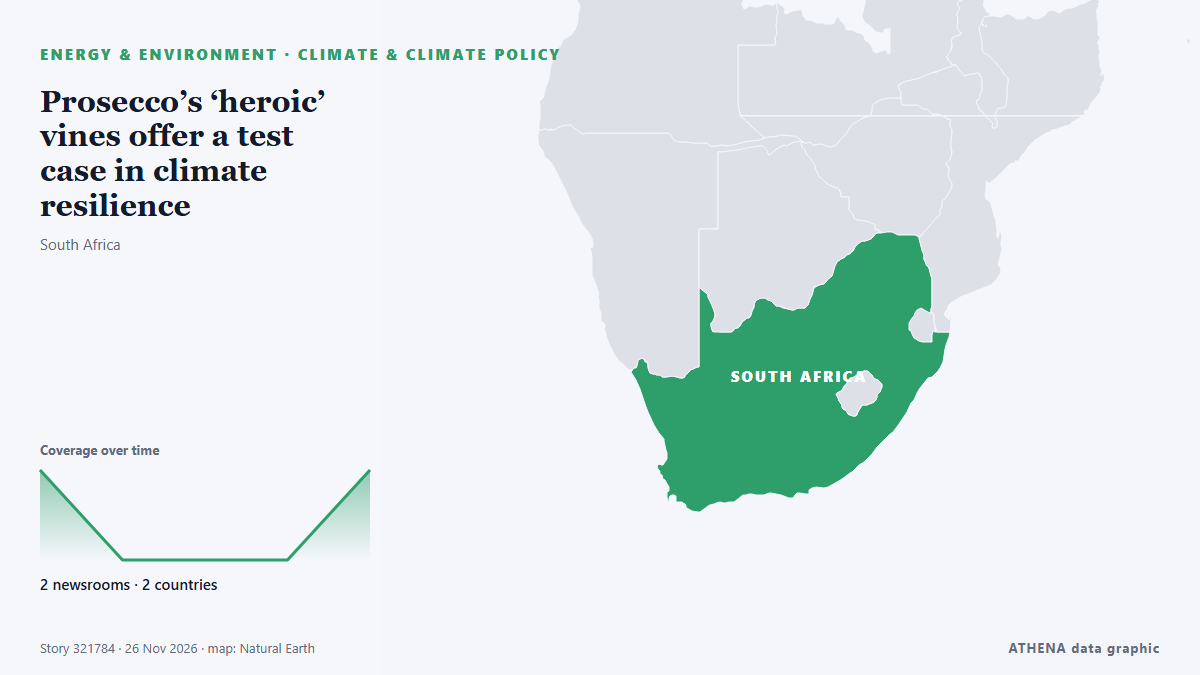 ENERGY & ENVIRONMENT · CLIMATE & CLIMATE POLICY
Prosecco’s ‘heroic’
vines offer a test
case in climate
resilience
South Africa
SOUTH AFRICA
Coverage over time
2 newsrooms · 2 countries
Story 321784 · 26 Nov 2026 · map: Natural Earth
ATHENA data graphic